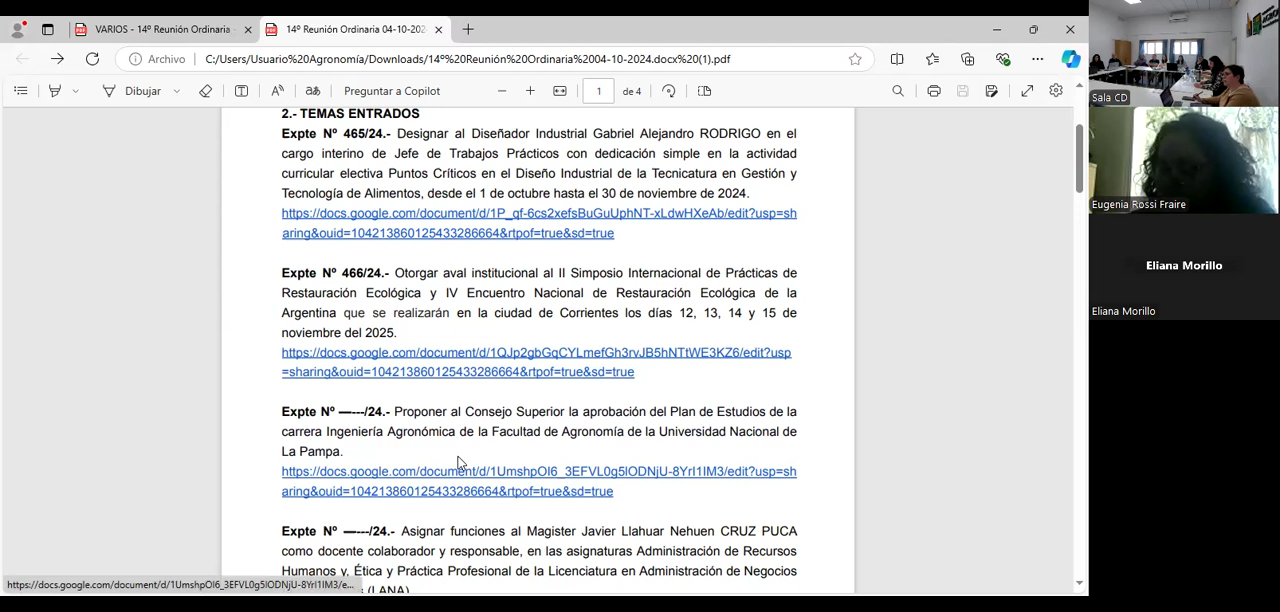 VARIOS - 14º Reunión Ordinaria
14º Reunión Ordinaria 04-10-202
Archivo
C:/Users/Usuario%20Agronomía/Downloads/14º%20Reunión%20Ordinaria%2004-10-2024.docx%20(1).pdf
Dibujar
Preguntar a Copilot
1
de 4
2.- TEMAS ENTRADOS
Expte Nº 465/24.- Designar al Diseñador Industrial Gabriel Alejandro RODRIGO en el
cargo interino de Jefe de Trabajos Prácticos con dedicación simple en la actividad
curricular electiva Puntos Críticos en el Diseño Industrial de la Tecnicatura en Gestión y
Tecnología de Alimentos, desde el 1 de octubre hasta el 30 de noviembre de 2024.
https://docs.google.com/document/d/1P_qf-6cs2xefsBuGuUphNT-xLdwHXeAb/edit?usp=sh
aring&ouid=104213860125433286664&rtpof=true&sd=true
Expte Nº 466/24.- Otorgar aval institucional al II Simposio Internacional de Prácticas de
Restauración Ecológica y IV Encuentro Nacional de Restauración Ecológica de la
Argentina que se realizarán en la ciudad de Corrientes los días 12, 13, 14 y 15 de
noviembre del 2025.
https://docs.google.com/document/d/1QJp2gbGqCYLmefGh3rvJB5hNTtWE3KZ6/edit?usp
=sharing&ouid=104213860125433286664&rtpof=true&sd=true
Expte Nº —---/24.- Proponer al Consejo Superior la aprobación del Plan de Estudios de la
carrera Ingeniería Agronómica de la Facultad de Agronomía de la Universidad Nacional de
La Pampa.
https://docs.google.com/document/d/1UmshpOI6_3EFVL0g5lODNjU-8YrI1IM3/edit?usp=sh
aring&ouid=104213860125433286664&rtpof=true&sd=true
Expte Nº —---/24.- Asignar funciones al Magister Javier Llahuar Nehuen CRUZ PUCA
como docente colaborador y responsable, en las asignaturas Administración de Recursos
Humanos y, Ética y Práctica Profesional de la Licenciatura en Administración de Negocios
(LANA)
https://docs.google.com/document/d/1UmshpOI6_3EFVL0g5lODNjU-8YrI1IM3/e...
Sala CD
Eugenia Rossi Fraire
Eliana Morillo
Eliana Morillo